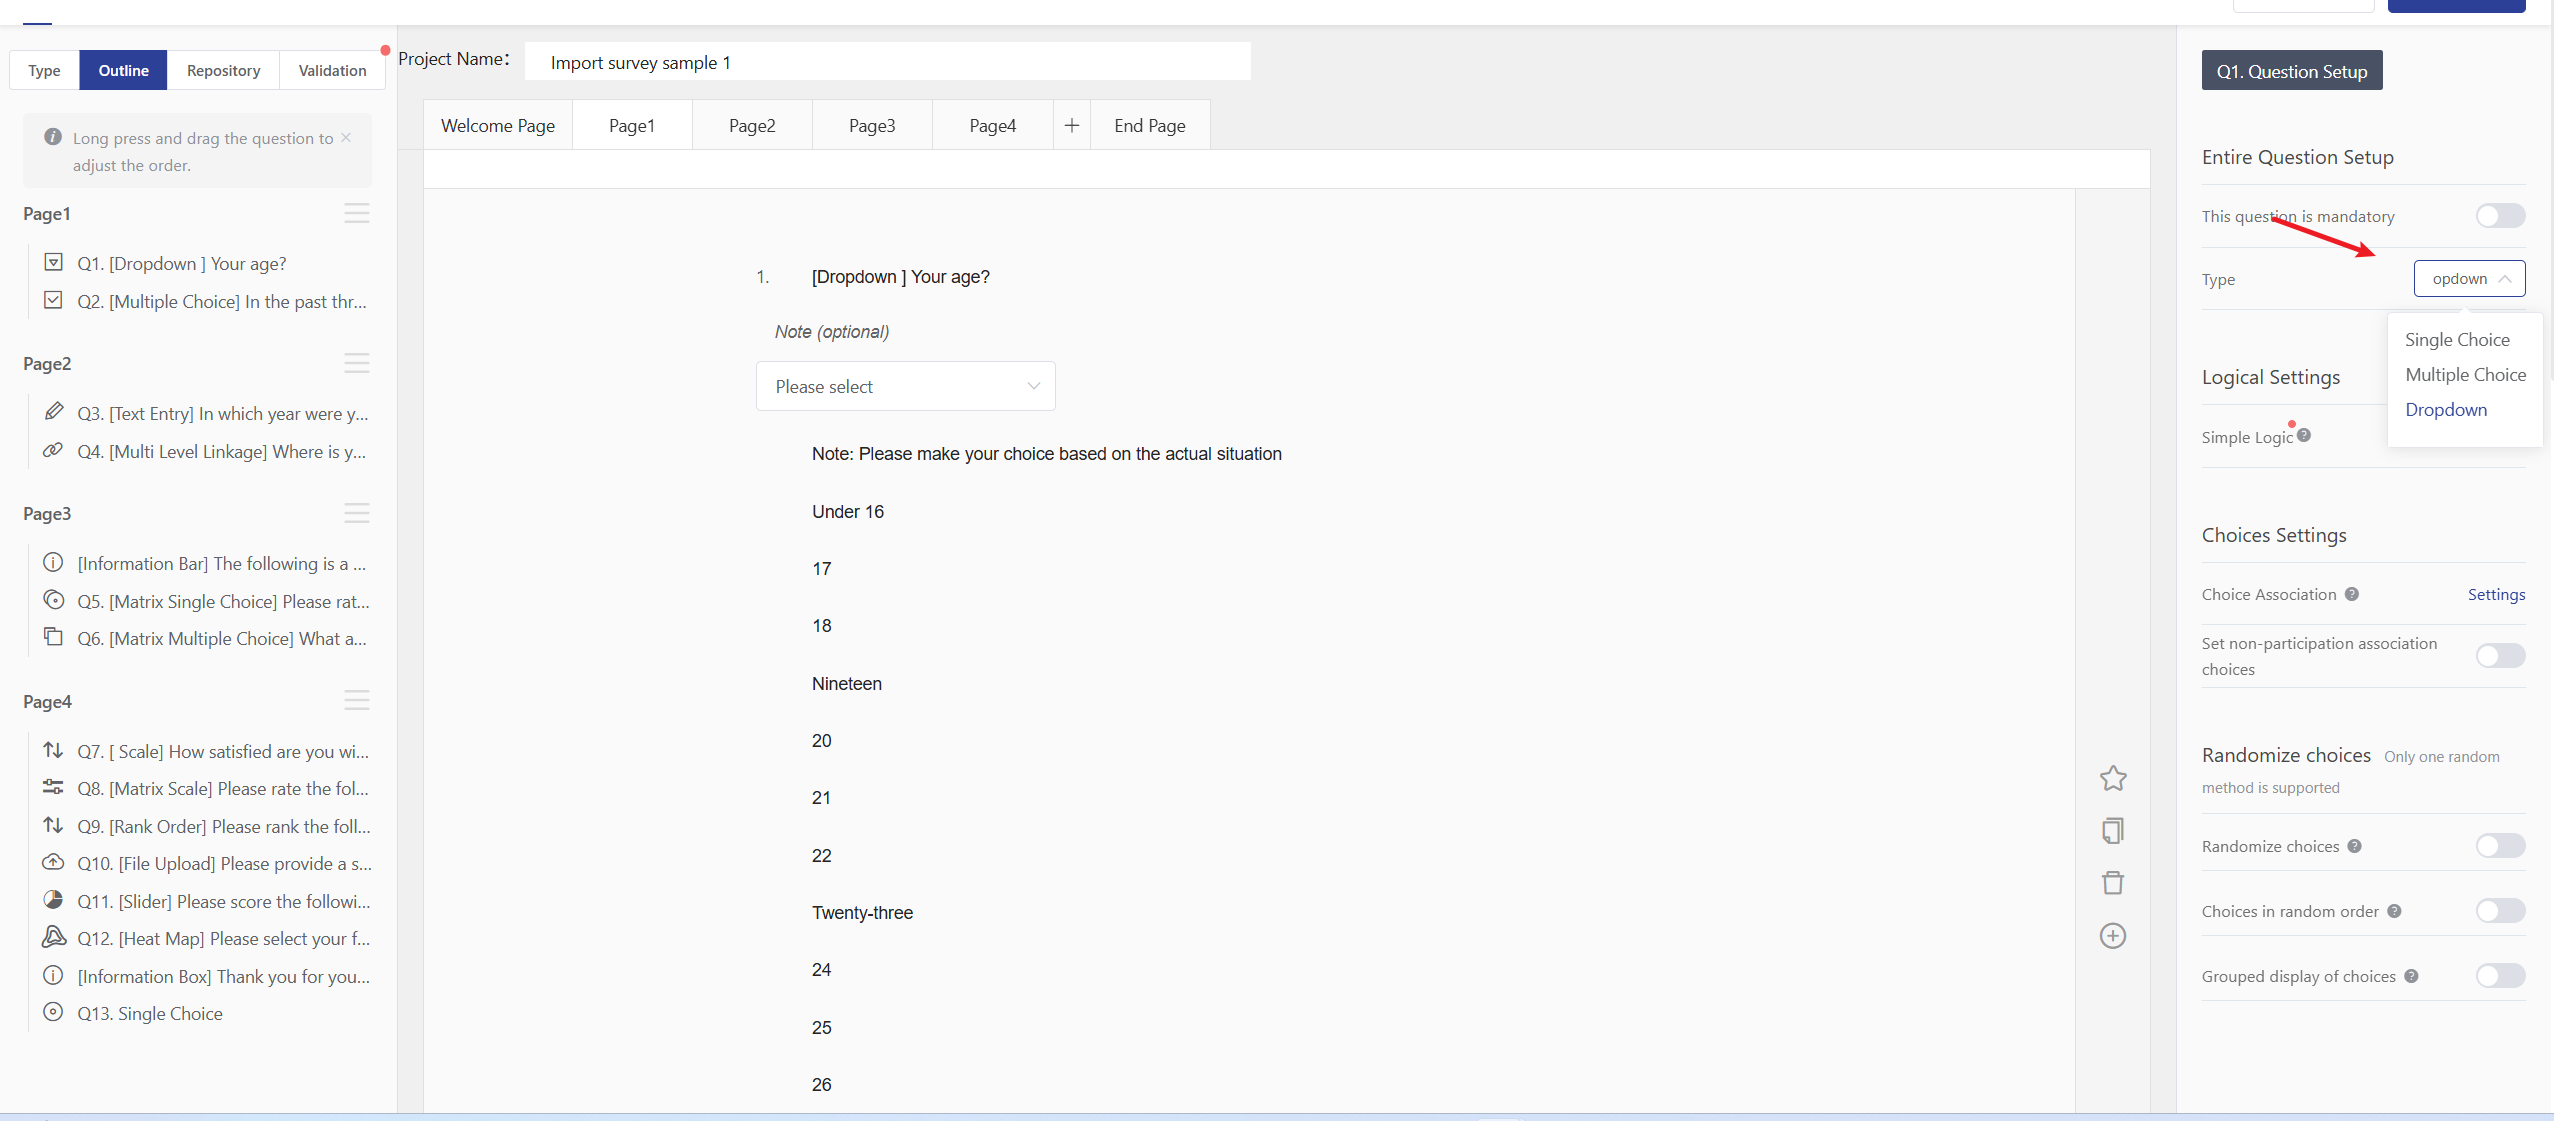 Type
Outline
Repository
Validation
Long press and drag the question to
adjust the order.
Page1
Q1. [Dropdown ] Your age?
Q2. [Multiple Choice] In the past thr...
Page2
Q3. [Text Entry] In which year were y...
Q4. [Multi Level Linkage] Where is y...
Page3
[Information Bar] The following is a ...
Q5. [Matrix Single Choice] Please rat...
Q6. [Matrix Multiple Choice] What a...
Page4
Q7. [ Scale] How satisfied are you wi...
Q8. [Matrix Scale] Please rate the fol...
Q9. [Rank Order] Please rank the foll...
Q10. [File Upload] Please provide a s...
Q11. [Slider] Please score the followi...
Q12. [Heat Map] Please select your f...
[Information Box] Thank you for you...
Q13. Single Choice
Project Name：
Import survey sample 1
Welcome Page
Page1
Page2
Page3
Page4
End Page
1. [Dropdown ] Your age?
Note (optional)
Please select
Note: Please make your choice based on the actual situation
Under 16
17
18
Nineteen
20
21
22
Twenty-three
24
25
26
Q1. Question Setup
Entire Question Setup
This question is mandatory
Type
opdown
Single Choice
Multiple Choice
Dropdown
Logical Settings
Simple Logic
Choices Settings
Choice Association
Settings
Set non-participation association
choices
Randomize choices Only one random
method is supported
Randomize choices
Choices in random order
Grouped display of choices